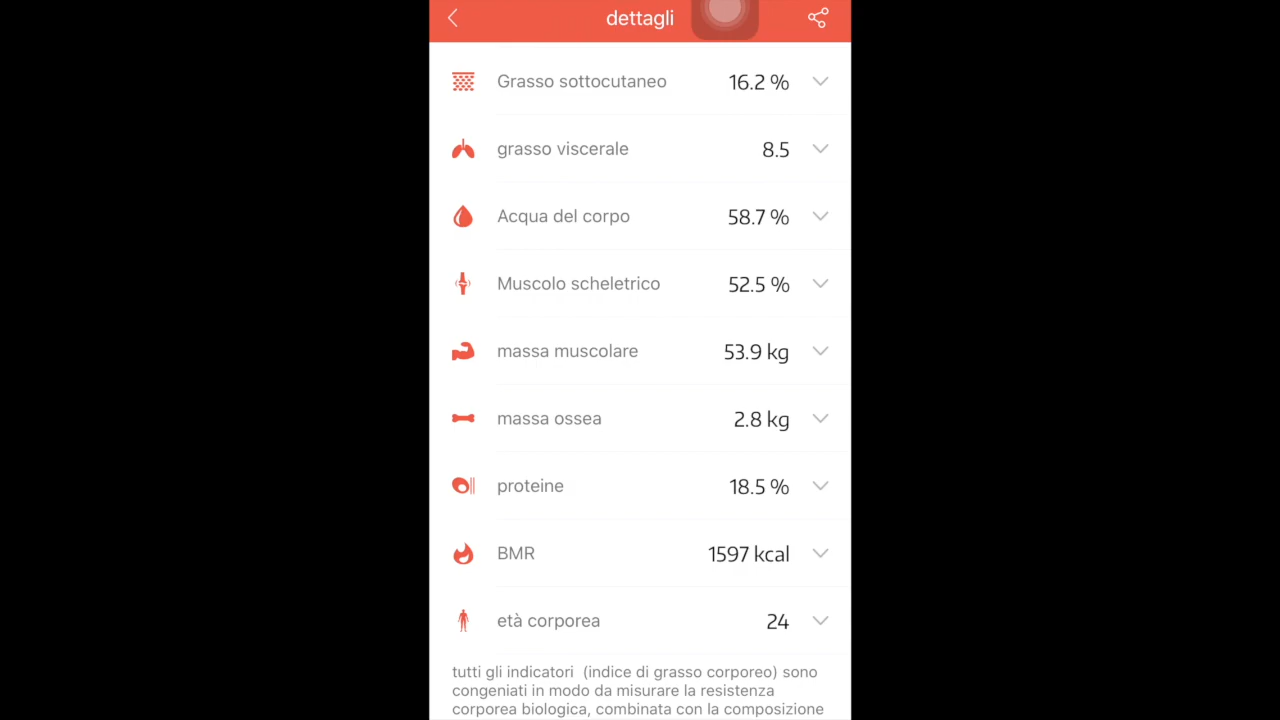 dettagli
Grasso sottocutaneo 16.2 %
grasso viscerale 8.5
Acqua del corpo 58.7 %
Muscolo scheletrico 52.5 %
massa muscolare 53.9 kg
massa ossea 2.8 kg
proteine 18.5 %
BMR 1597 kcal
età corporea 24
tutti gli indicatori (indice di grasso corporeo) sono
congeniati in modo da misurare la resistenza
corporea biologica, combinata con la composizione